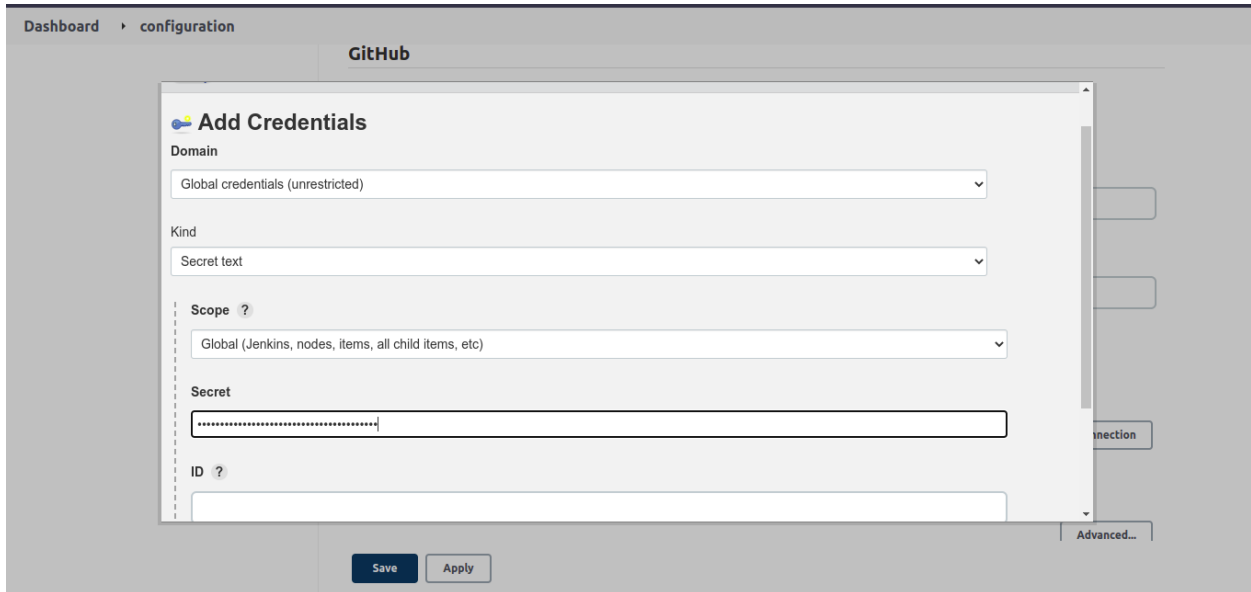 Dashboard ▸ configuration
GitHub
Add Credentials
Domain
Global credentials (unrestricted)
Kind
Secret text
Scope ?
Global (Jenkins, nodes, items, all child items, etc)
Secret
••••••••••••••••••••••••••••••••••••••••
ID ?
nnection
Advanced...
Save Apply